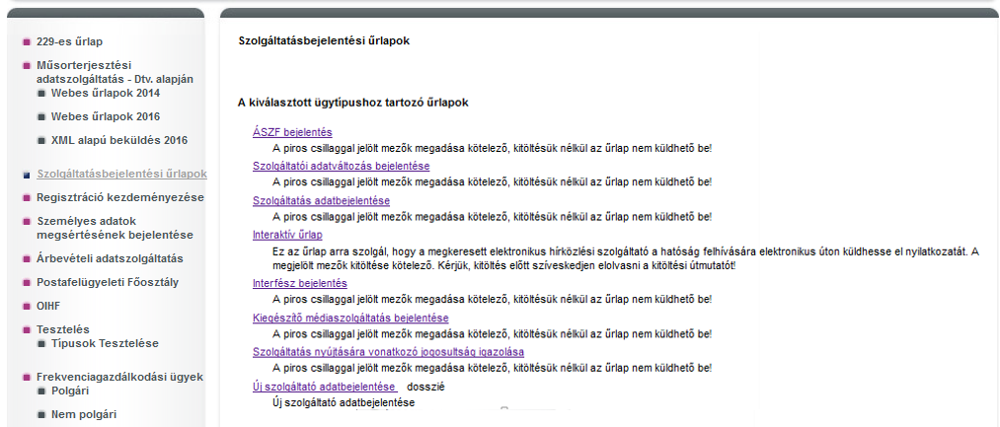 229-es űrlap
Műsorterjesztési
adatszolgáltatás - Dtv. alapján
Webes űrlapok 2014
Webes űrlapok 2016
XML alapú beküldés 2016
Szolgáltatásbejelentési űrlapok
Regisztráció kezdeményezése
Személyes adatok
megsértésének bejelentése
Árbevételi adatszolgáltatás
Postafelügyeleti Főosztály
OIHF
Tesztelés
Típusok Tesztelése
Frekvenciagazdálkodási ügyek
Polgári
Nem polgári
Szolgáltatásbejelentési űrlapok
A kiválasztott ügytípushoz tartozó űrlapok
ÁSZF bejelentés
A piros csillaggal jelölt mezők megadása kötelező, kitöltésük nélkül az űrlap nem küldhető be!
Szolgáltatói adatváltozás bejelentése
A piros csillaggal jelölt mezők megadása kötelező, kitöltésük nélkül az űrlap nem küldhető be!
Szolgáltatás adatbejelentése
A piros csillaggal jelölt mezők megadása kötelező, kitöltésük nélkül az űrlap nem küldhető be!
Interaktív űrlap
Ez az űrlap arra szolgál, hogy a megkeresett elektronikus hírközlési szolgáltató a hatóság felhívására elektronikus úton küldhesse el nyilatkozatát. A
megjelölt mezők kitöltése kötelező. Kérjük, kitöltés előtt szíveskedjen elolvasni a kitöltési útmutatót!
Interfész bejelentés
A piros csillaggal jelölt mezők megadása kötelező, kitöltésük nélkül az űrlap nem küldhető be!
Kiegészítő médiaszolgáltatás bejelentése
A piros csillaggal jelölt mezők megadása kötelező, kitöltésük nélkül az űrlap nem küldhető be!
Szolgáltatás nyújtására vonatkozó jogosultság igazolása
A piros csillaggal jelölt mezők megadása kötelező, kitöltésük nélkül az űrlap nem küldhető be!
Új szolgáltató adatbejelentése dosszié
Új szolgáltató adatbejelentése